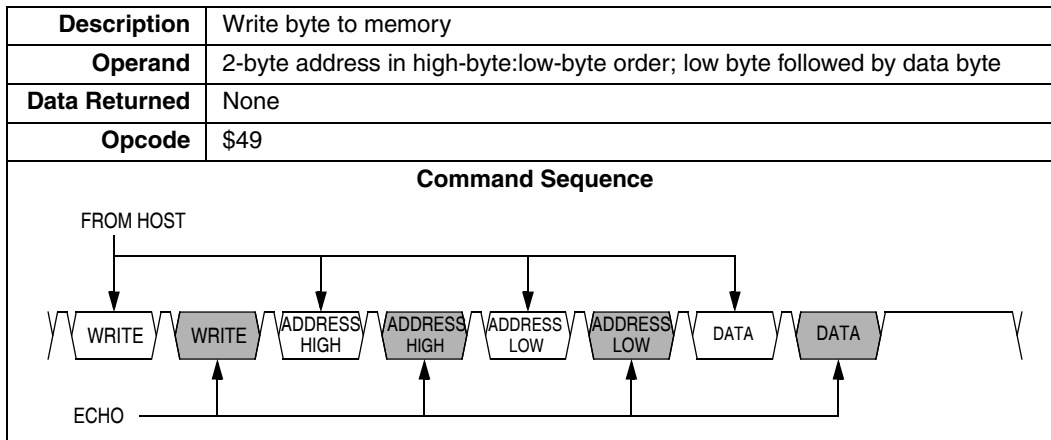 Description Write byte to memory
Operand 2-byte address in high-byte:low-byte order; low byte followed by data byte
Data Returned None
Opcode $49
Command Sequence
FROM HOST
WRITE WRITE ADDRESS HIGH ADDRESS HIGH ADDRESS LOW ADDRESS LOW DATA DATA
ECHO